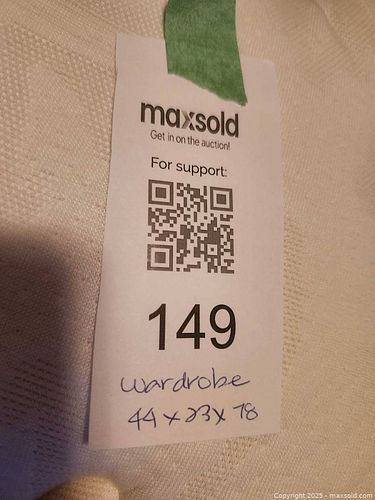 maxsold
Get in on the auction!
For support:
149
wardrobe
44 x 23 x 78
Copyright 2025 - maxsold.com